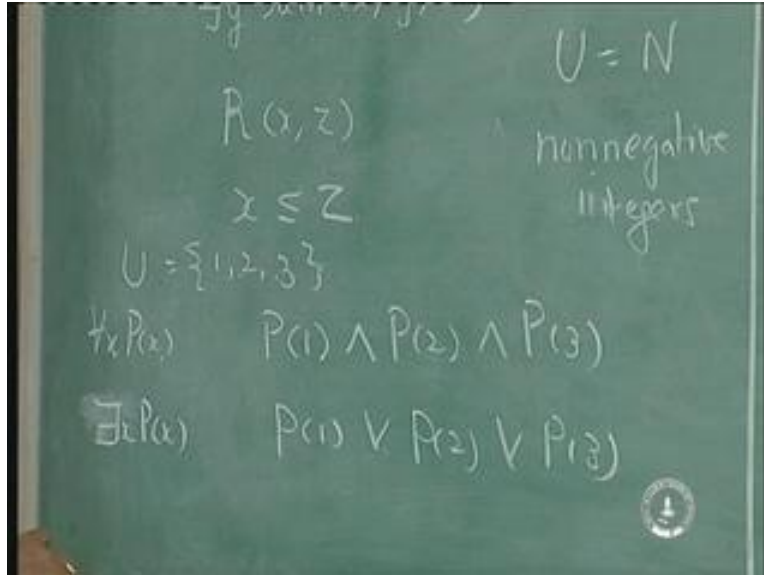 ∃y
U = N
R(x, z)
nonnegative
integers
x ≤ z
U = {1, 2, 3}
∀x P(x) P(1) ∧ P(2) ∧ P(3)
∃x P(x) P(1) ∨ P(2) ∨ P(3)